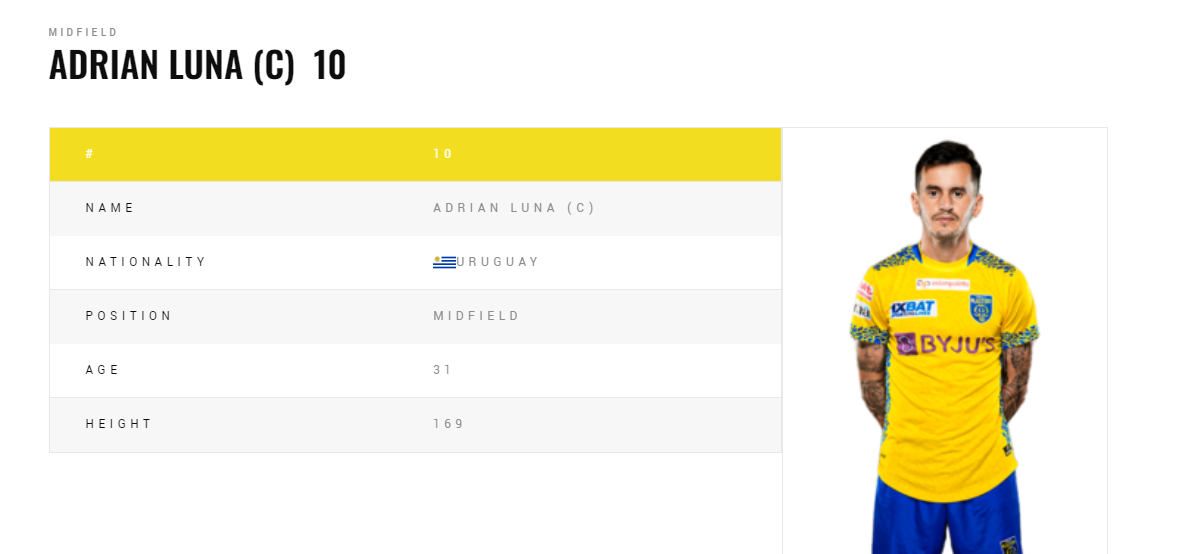 MIDFIELD
ADRIAN LUNA (C) 10
# 10
NAME ADRIAN LUNA (C)
NATIONALITY URUGUAY
POSITION MIDFIELD
AGE 31
HEIGHT 169
1XBAT
BYJU'S